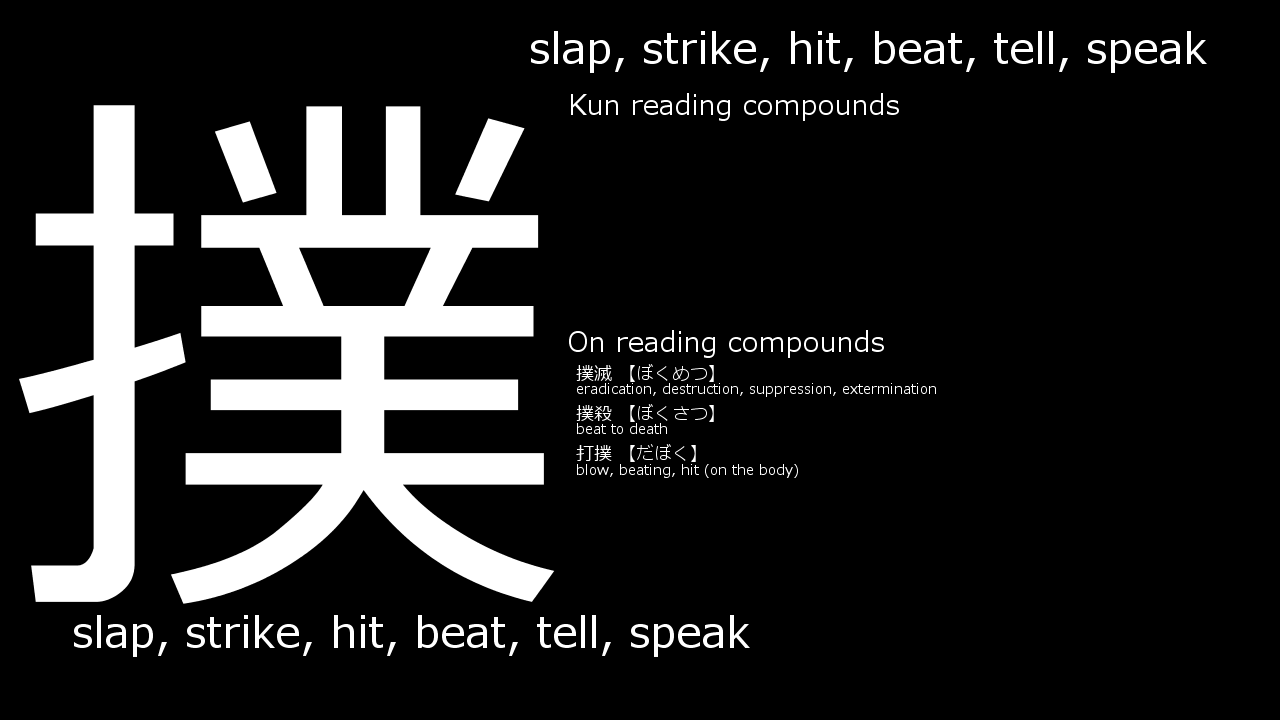 slap, strike, hit, beat, tell, speak
撲
Kun reading compounds
On reading compounds
撲滅 【ぼくめつ】
eradication, destruction, suppression, extermination
撲殺 【ぼくさつ】
beat to death
打撲 【だぼく】
blow, beating, hit (on the body)
slap, strike, hit, beat, tell, speak